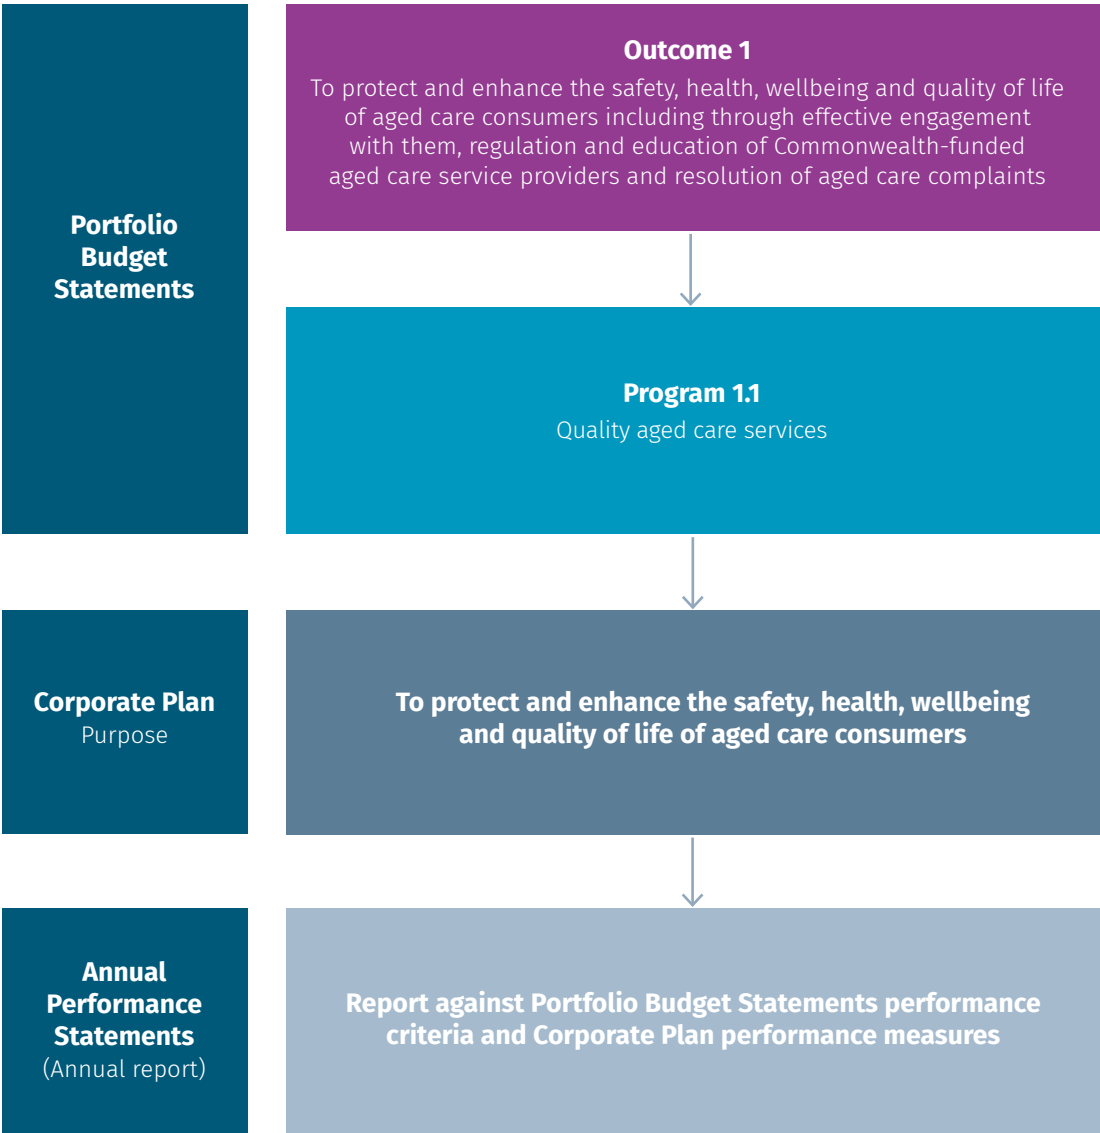 Portfolio
Budget
Statements
Outcome 1
To protect and enhance the safety, health, wellbeing and quality of life
of aged care consumers including through effective engagement
with them, regulation and education of Commonwealth-funded
aged care service providers and resolution of aged care complaints
Program 1.1
Quality aged care services
Corporate Plan
Purpose
To protect and enhance the safety, health, wellbeing
and quality of life of aged care consumers
Annual
Performance
Statements
(Annual report)
Report against Portfolio Budget Statements performance
criteria and Corporate Plan performance measures